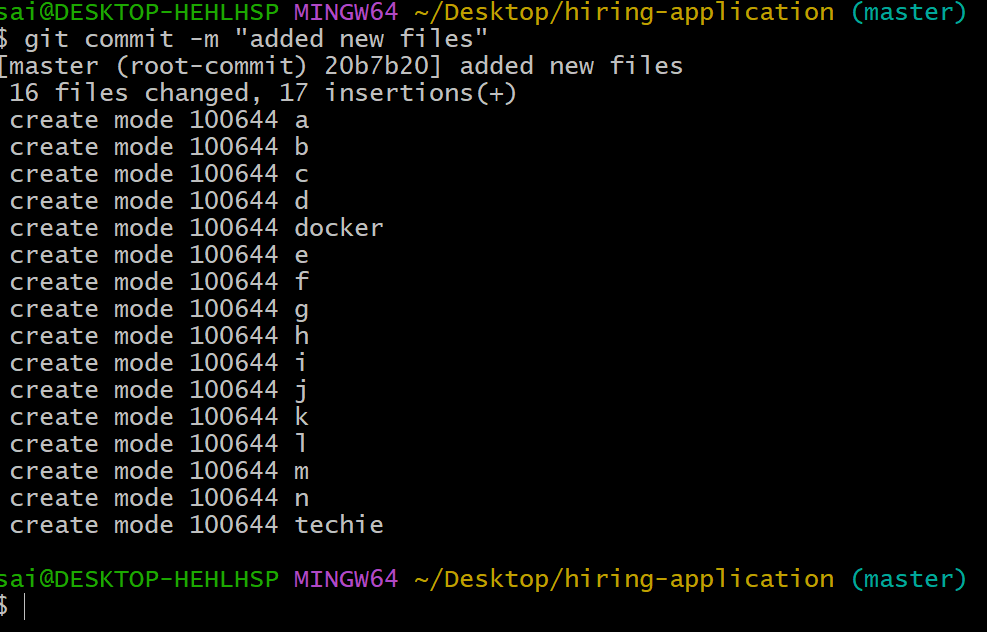 sai@DESKTOP-HEHLHSP MINGW64 ~/Desktop/hiring-application (master)
$ git commit -m "added new files"
[master (root-commit) 20b7b20] added new files
 16 files changed, 17 insertions(+)
 create mode 100644 a
 create mode 100644 b
 create mode 100644 c
 create mode 100644 d
 create mode 100644 docker
 create mode 100644 e
 create mode 100644 f
 create mode 100644 g
 create mode 100644 h
 create mode 100644 i
 create mode 100644 j
 create mode 100644 k
 create mode 100644 l
 create mode 100644 m
 create mode 100644 n
 create mode 100644 techie

sai@DESKTOP-HEHLHSP MINGW64 ~/Desktop/hiring-application (master)
$